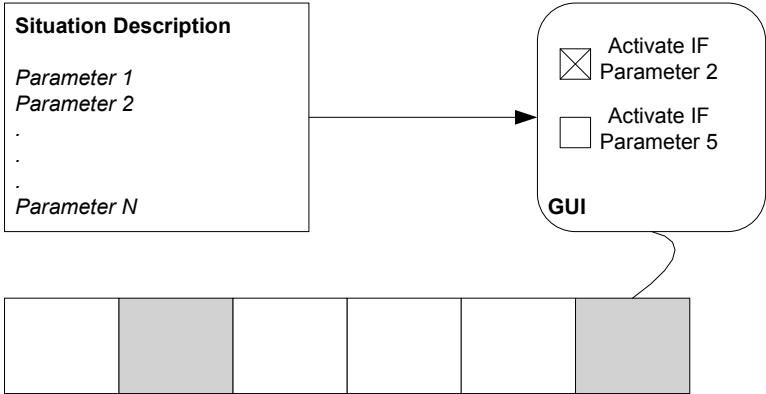 Situation Description
Parameter 1
Parameter 2
.
.
.
Parameter N
Activate IF
Parameter 2
Activate IF
Parameter 5
GUI